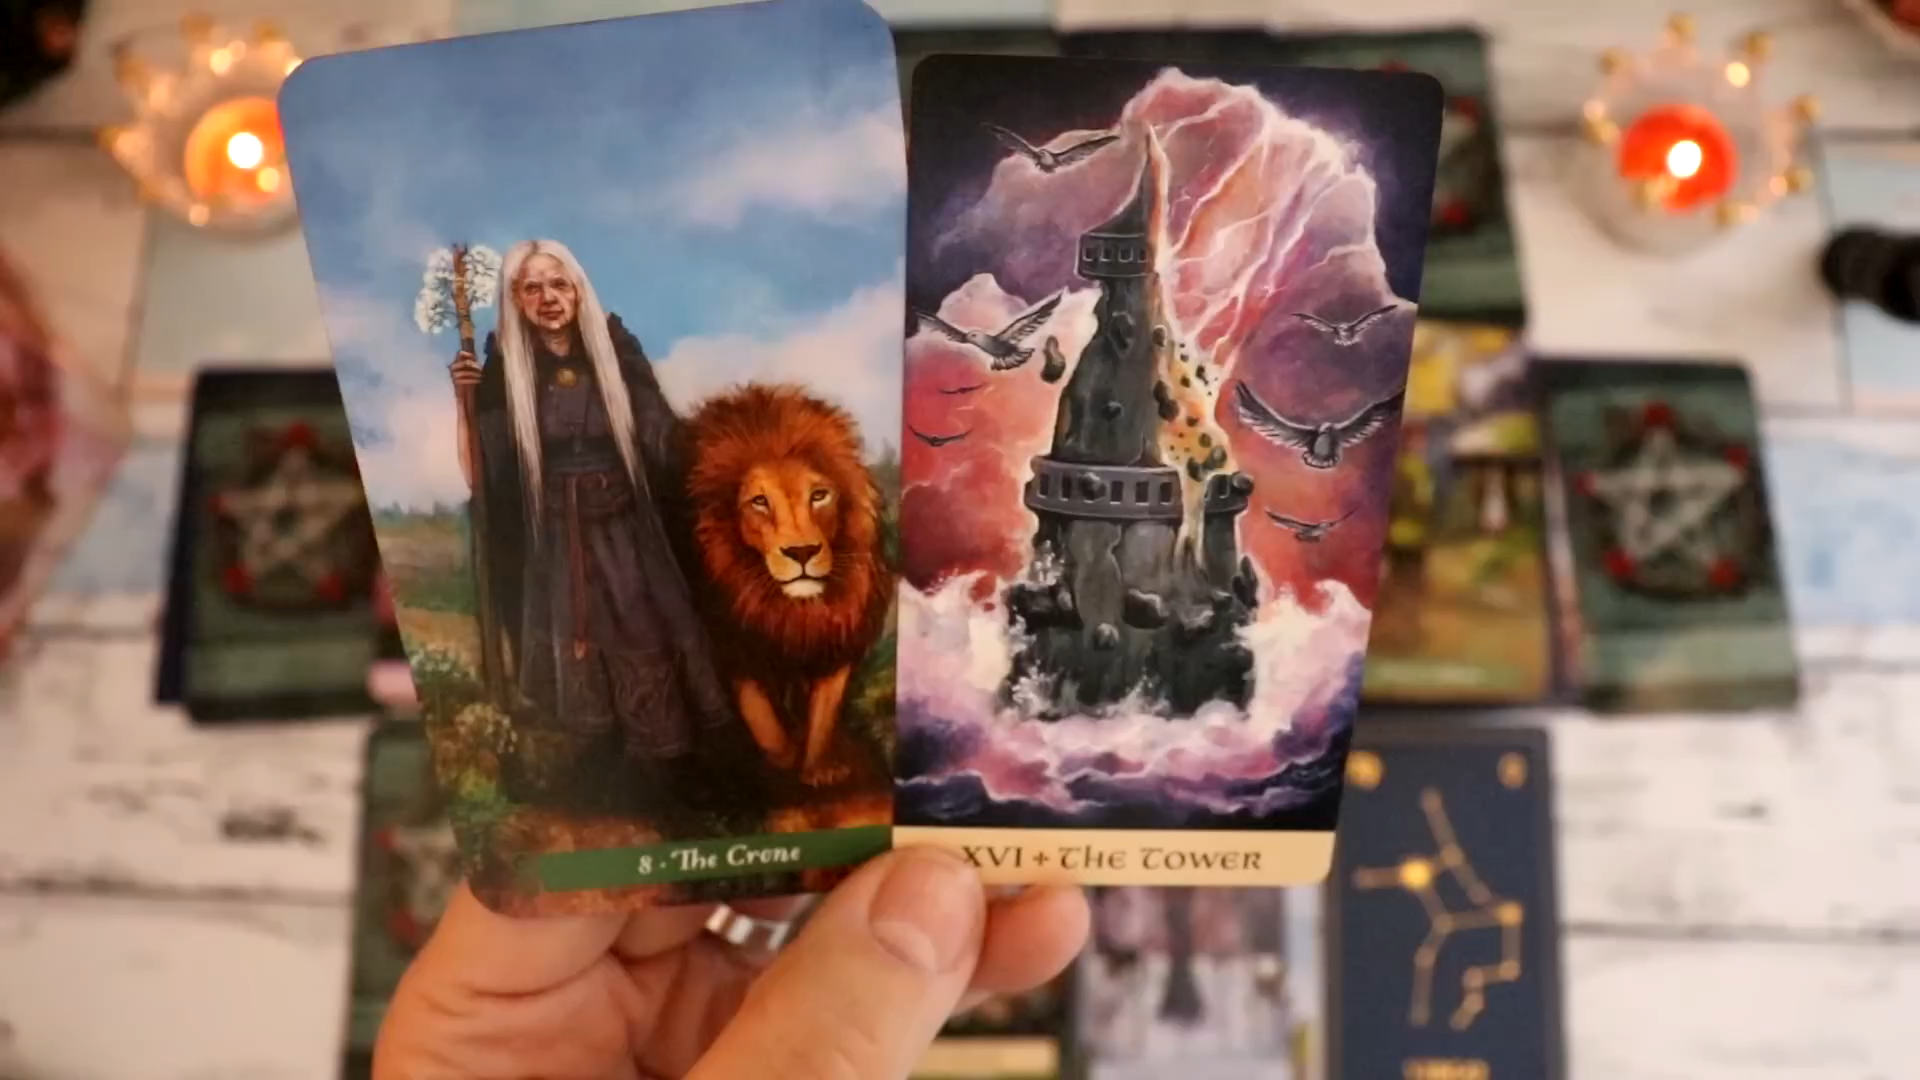 8 · The Crone
XVI + The Tower